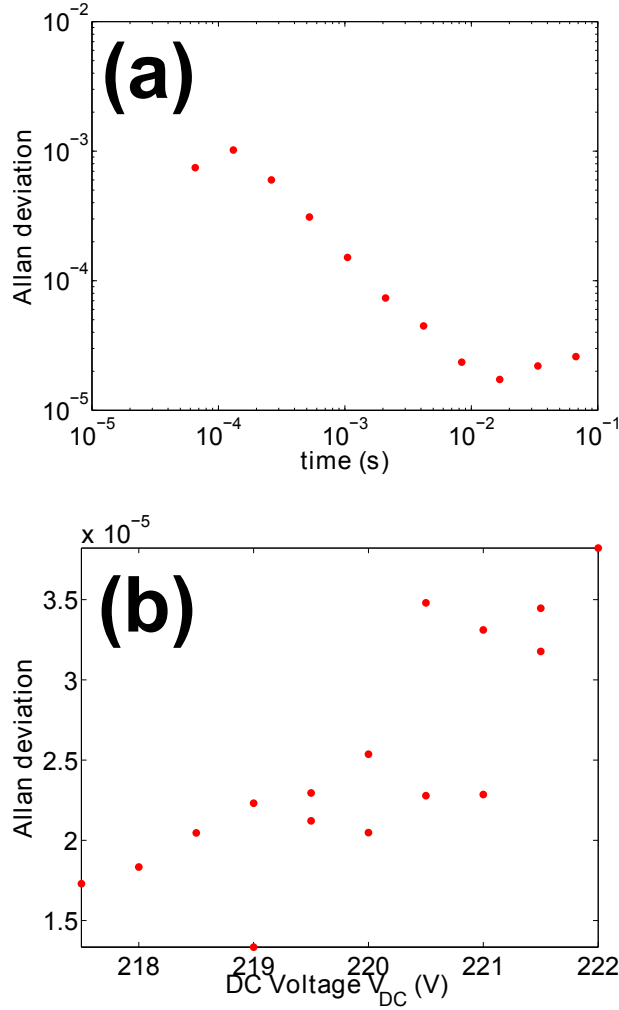 (a)
Allan deviation
10⁻²
10⁻³
10⁻⁴
10⁻⁵
10⁻⁵ 10⁻⁴ 10⁻³ 10⁻² 10⁻¹
time (s)
x 10⁻⁵
(b)
Allan deviation
3.5
3
2.5
2
1.5
218 219 220 221 222
DC Voltage V_DC (V)